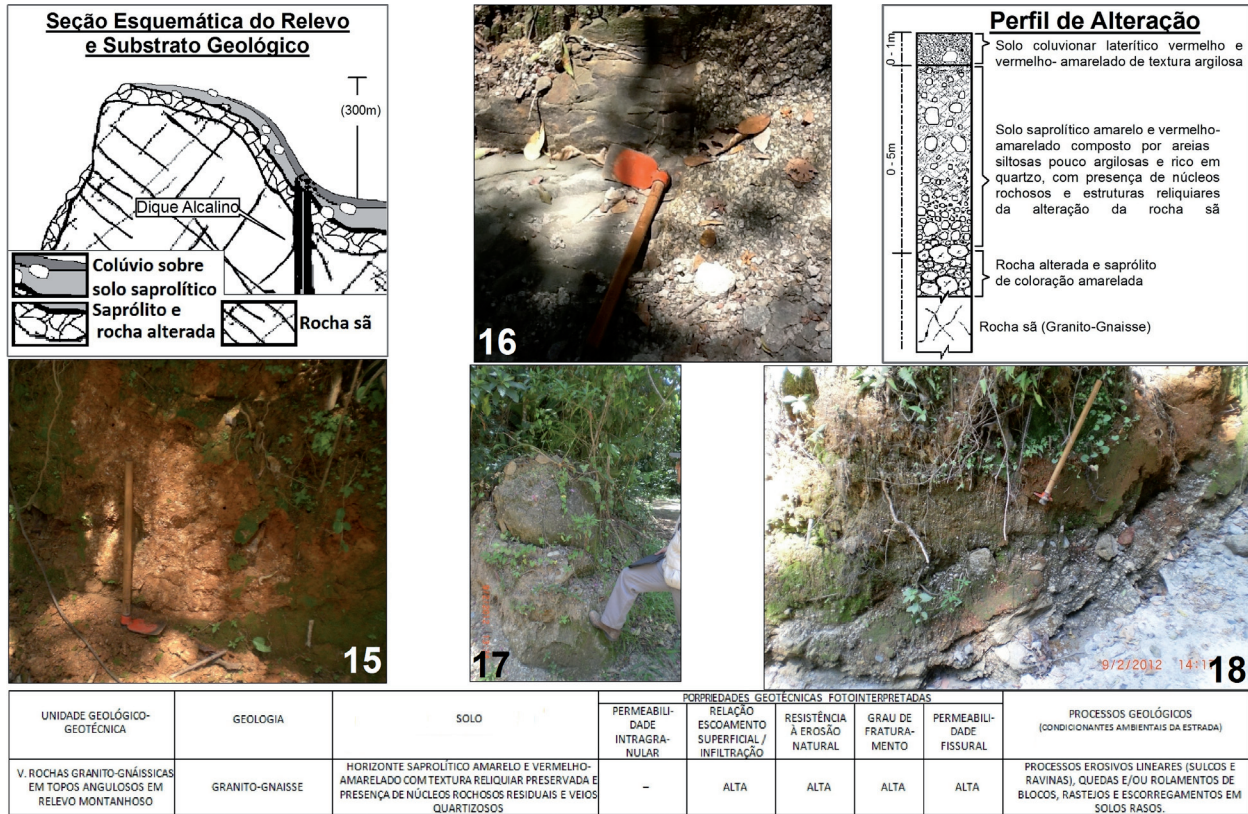 Seção Esquemática do Relevo
e Substrato Geológico
(300m)
Dique Alcalino
Colúvio sobre
solo saprolítico
Saprólito e
rocha alterada
Rocha sã
16
Perfil de Alteração
0 - 1m
Solo coluvionar laterítico vermelho e
vermelho- amarelado de textura argilosa
0 - 5m
Solo saprolítico amarelo e vermelho-
amarelado composto por areias
siltosas pouco argilosas e rico em
quartzo, com presença de núcleos
rochosos e estruturas reliquiares
da alteração da rocha sã
Rocha alterada e saprólito
de coloração amarelada
Rocha sã (Granito-Gnaisse)
15
17
9/2/2012 14:1
18
UNIDADE GEOLÓGICO-
GEOTÉCNICA
GEOLOGIA
SOLO
PORPRIEDADES GEOTÉCNICAS FOTOINTERPRETADAS
PERMEABILI-
DADE
INTRAGRA-
NULAR
RELAÇÃO
ESCOAMENTO
SUPERFICIAL /
INFILTRAÇÃO
RESISTÊNCIA
À EROSÃO
NATURAL
GRAU DE
FRATURA-
MENTO
PERMEABILI-
DADE
FISSURAL
PROCESSOS GEOLÓGICOS
(CONDICIONANTES AMBIENTAIS DA ESTRADA)
V. ROCHAS GRANITO-GNÁISSICAS
EM TOPOS ANGULOSOS EM
RELEVO MONTANHOSO
GRANITO-GNAISSE
HORIZONTE SAPROLÍTICO AMARELO E VERMELHO-
AMARELADO COM TEXTURA RELIQUIAR PRESERVADA E
PRESENÇA DE NÚCLEOS ROCHOSOS RESIDUAIS E VEIOS
QUARTIZOSOS
–
ALTA
ALTA
ALTA
ALTA
PROCESSOS EROSIVOS LINEARES (SULCOS E
RAVINAS), QUEDAS E/OU ROLAMENTOS DE
BLOCOS, RASTEJOS E ESCORREGAMENTOS EM
SOLOS RASOS.